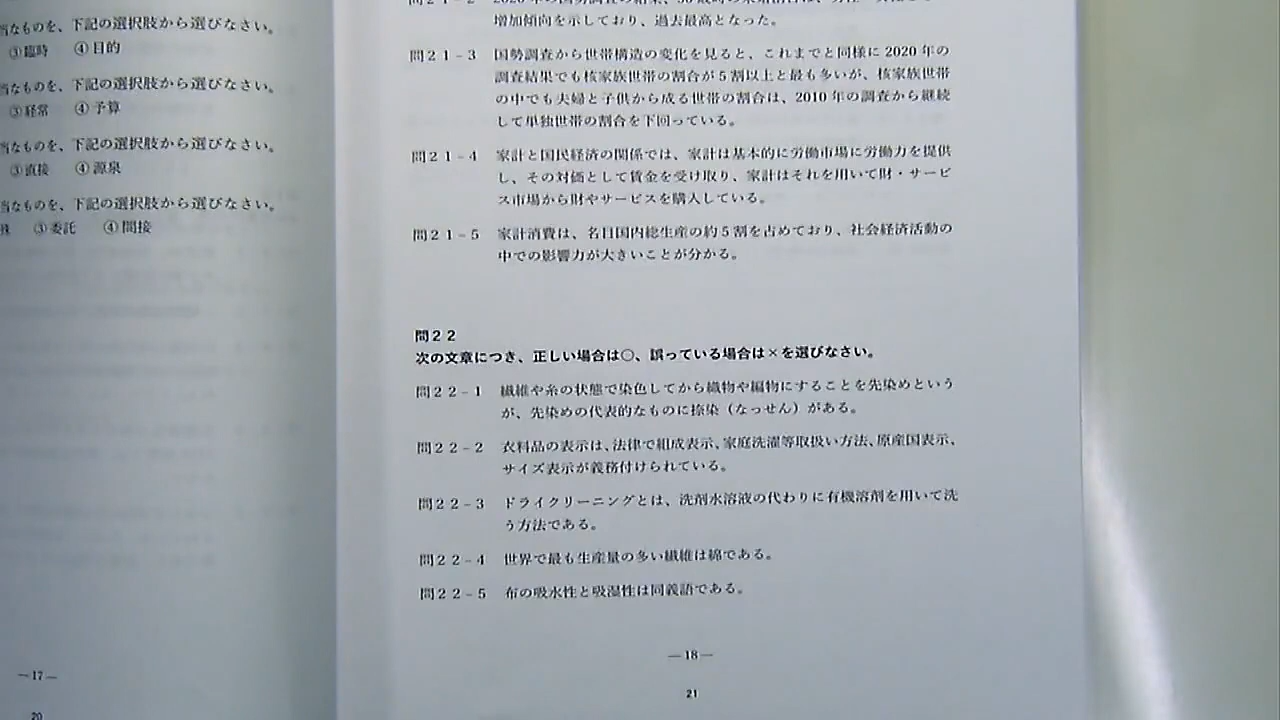 当なものを、下記の選択肢から選びなさい。
③臨時 ④目的
当なものを、下記の選択肢から選びなさい。
③経常 ④予算
当なものを、下記の選択肢から選びなさい。
③直接 ④源泉
当なものを、下記の選択肢から選びなさい。
殊 ③委託 ④間接
―17―
20
増加傾向を示しており、過去最高となった。
問21-3 国勢調査から世帯構造の変化を見ると、これまでと同様に2020年の
調査結果でも核家族世帯の割合が5割以上と最も多いが、核家族世帯
の中でも夫婦と子供から成る世帯の割合は、2010年の調査から継続
して単独世帯の割合を下回っている。
問21-4 家計と国民経済の関係では、家計は基本的に労働市場に労働力を提供
し、その対価として賃金を受け取り、家計はそれを用いて財・サービ
ス市場から財やサービスを購入している。
問21-5 家計消費は、名目国内総生産の約5割を占めており、社会経済活動の
中での影響力が大きいことが分かる。
問22
次の文章につき、正しい場合は○、誤っている場合は×を選びなさい。
問22-1 繊維や糸の状態で染色してから織物や編物にすることを先染めという
が、先染めの代表的なものに捺染（なっせん）がある。
問22-2 衣料品の表示は、法律で組成表示、家庭洗濯等取扱い方法、原産国表示、
サイズ表示が義務付けられている。
問22-3 ドライクリーニングとは、洗剤水溶液の代わりに有機溶剤を用いて洗
う方法である。
問22-4 世界で最も生産量の多い繊維は綿である。
問22-5 布の吸水性と吸湿性は同義語である。
―18―
21